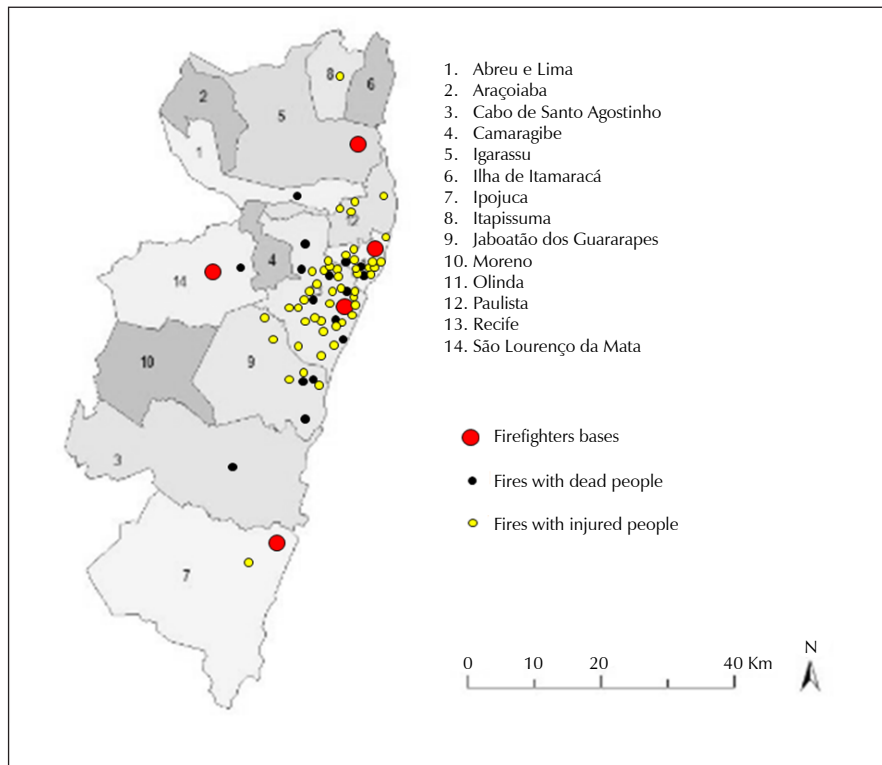 8
6
2
5
1
12
4
14
9
10
3
7
1. Abreu e Lima
2. Araçoiaba
3. Cabo de Santo Agostinho
4. Camaragibe
5. Igarassu
6. Ilha de Itamaracá
7. Ipojuca
8. Itapissuma
9. Jaboatão dos Guararapes
10. Moreno
11. Olinda
12. Paulista
13. Recife
14. São Lourenço da Mata
Firefighters bases
Fires with dead people
Fires with injured people
0 10 20 40 Km
N